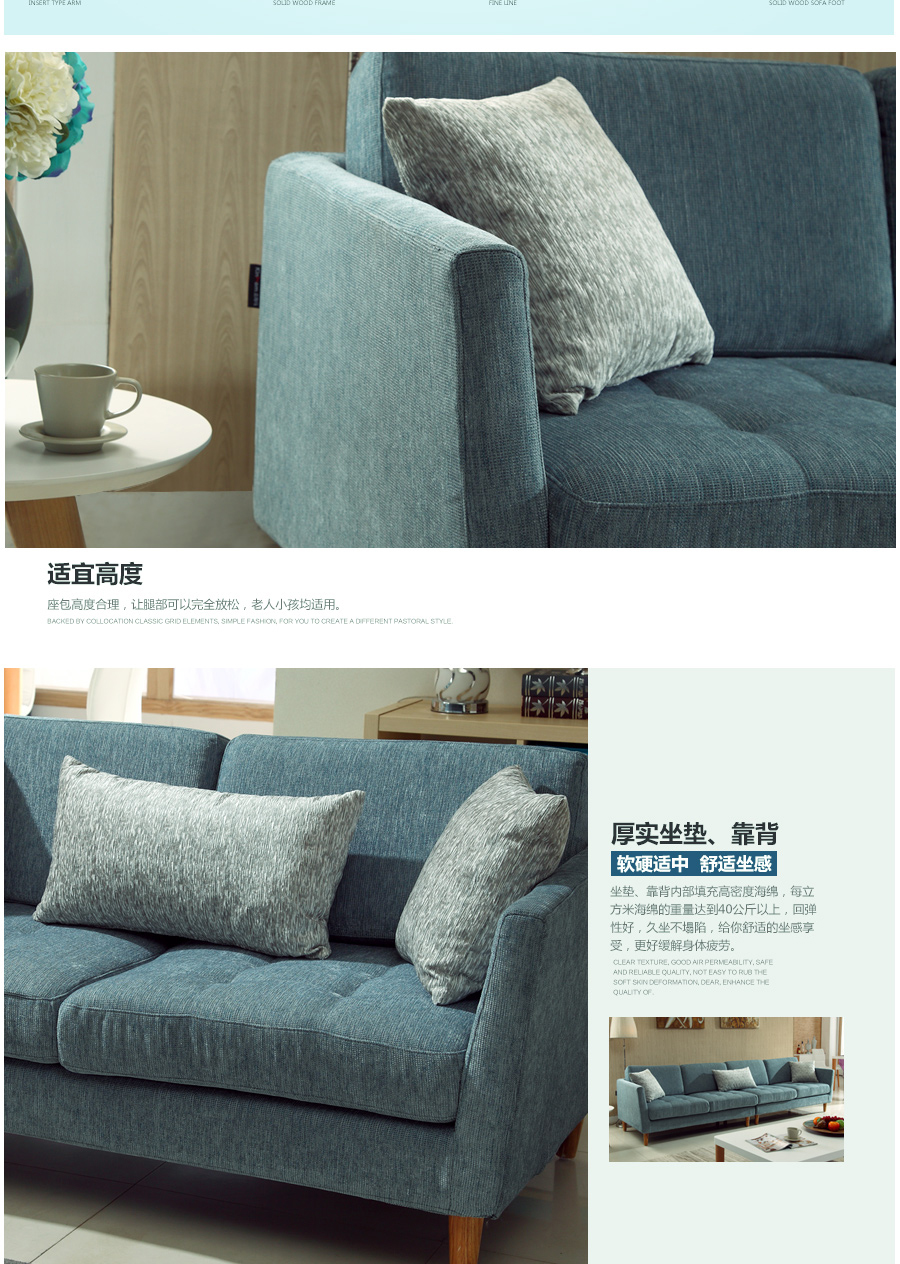 INSERT TYPE ARM
SOLID WOOD FRAME
FINE LINE
SOLID WOOD SOFA FOOT
适宜高度
座包高度合理，让腿部可以完全放松，老人小孩均适用。
BACKED BY COLLOCATION CLASSIC GRID ELEMENTS, SIMPLE FASHION, FOR YOU TO CREATE A DIFFERENT PASTORAL STYLE.
厚实坐垫、靠背
软硬适中 舒适坐感
坐垫、靠背内部填充高密度海绵，每立
方米海绵的重量达到40公斤以上，回弹
性好，久坐不塌陷，给你舒适的坐感享
受，更好缓解身体疲劳。
CLEAR TEXTURE, GOOD AIR PERMEABILITY, SAFE
AND RELIABLE QUALITY, NOT EASY TO RUB THE
SOFT SKIN DEFORMATION, DEAR, ENHANCE THE
QUALITY OF.